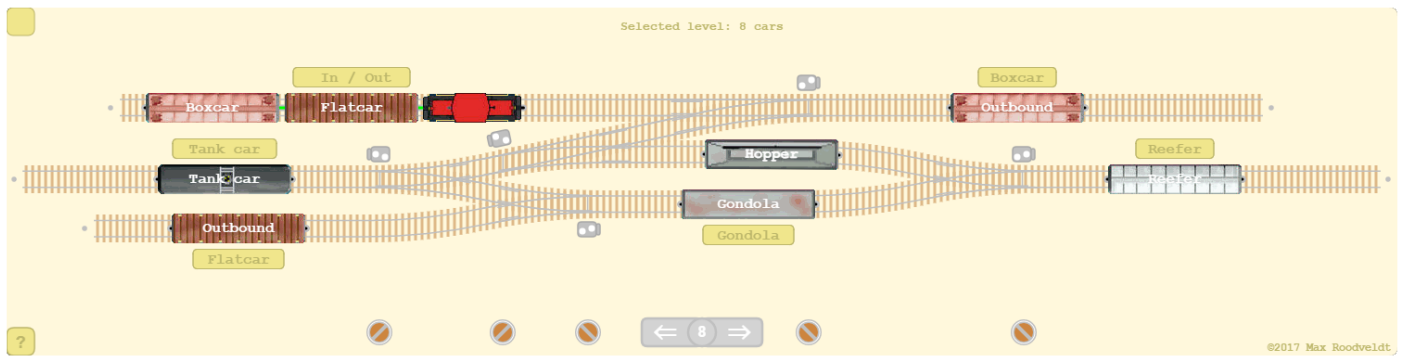 Selected level: 8 cars
In / Out
Boxcar
Boxcar
Flatcar
Outbound
Tank car
Reefer
Hopper
Tank car
Reefer
Gondola
Outbound
Gondola
Flatcar
8
?
©2017 Max Roodveldt